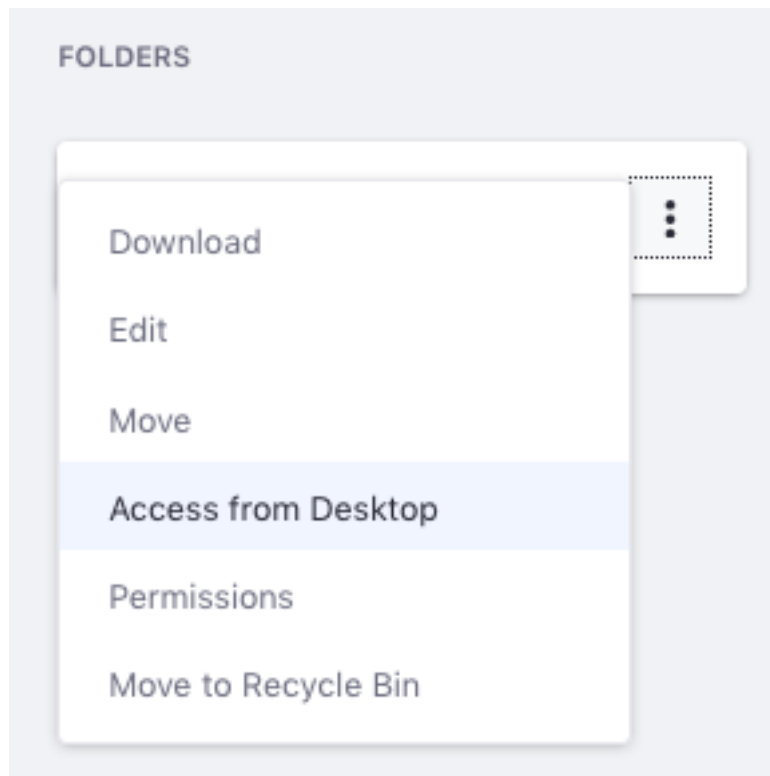 FOLDERS
Download
Edit
Move
Access from Desktop
Permissions
Move to Recycle Bin